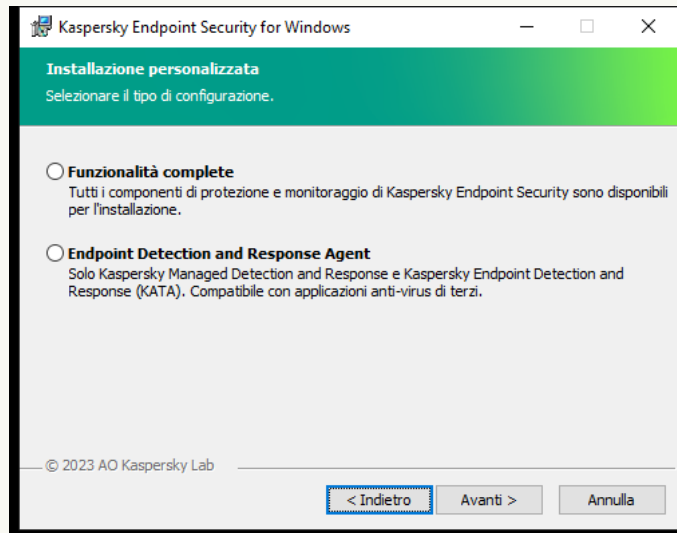 Kaspersky Endpoint Security for Windows
Installazione personalizzata
Selezionare il tipo di configurazione.
Funzionalità complete
Tutti i componenti di protezione e monitoraggio di Kaspersky Endpoint Security sono disponibili
per l'installazione.
Endpoint Detection and Response Agent
Solo Kaspersky Managed Detection and Response e Kaspersky Endpoint Detection and
Response (KATA). Compatibile con applicazioni anti-virus di terzi.
© 2023 AO Kaspersky Lab
< Indietro Avanti > Annulla